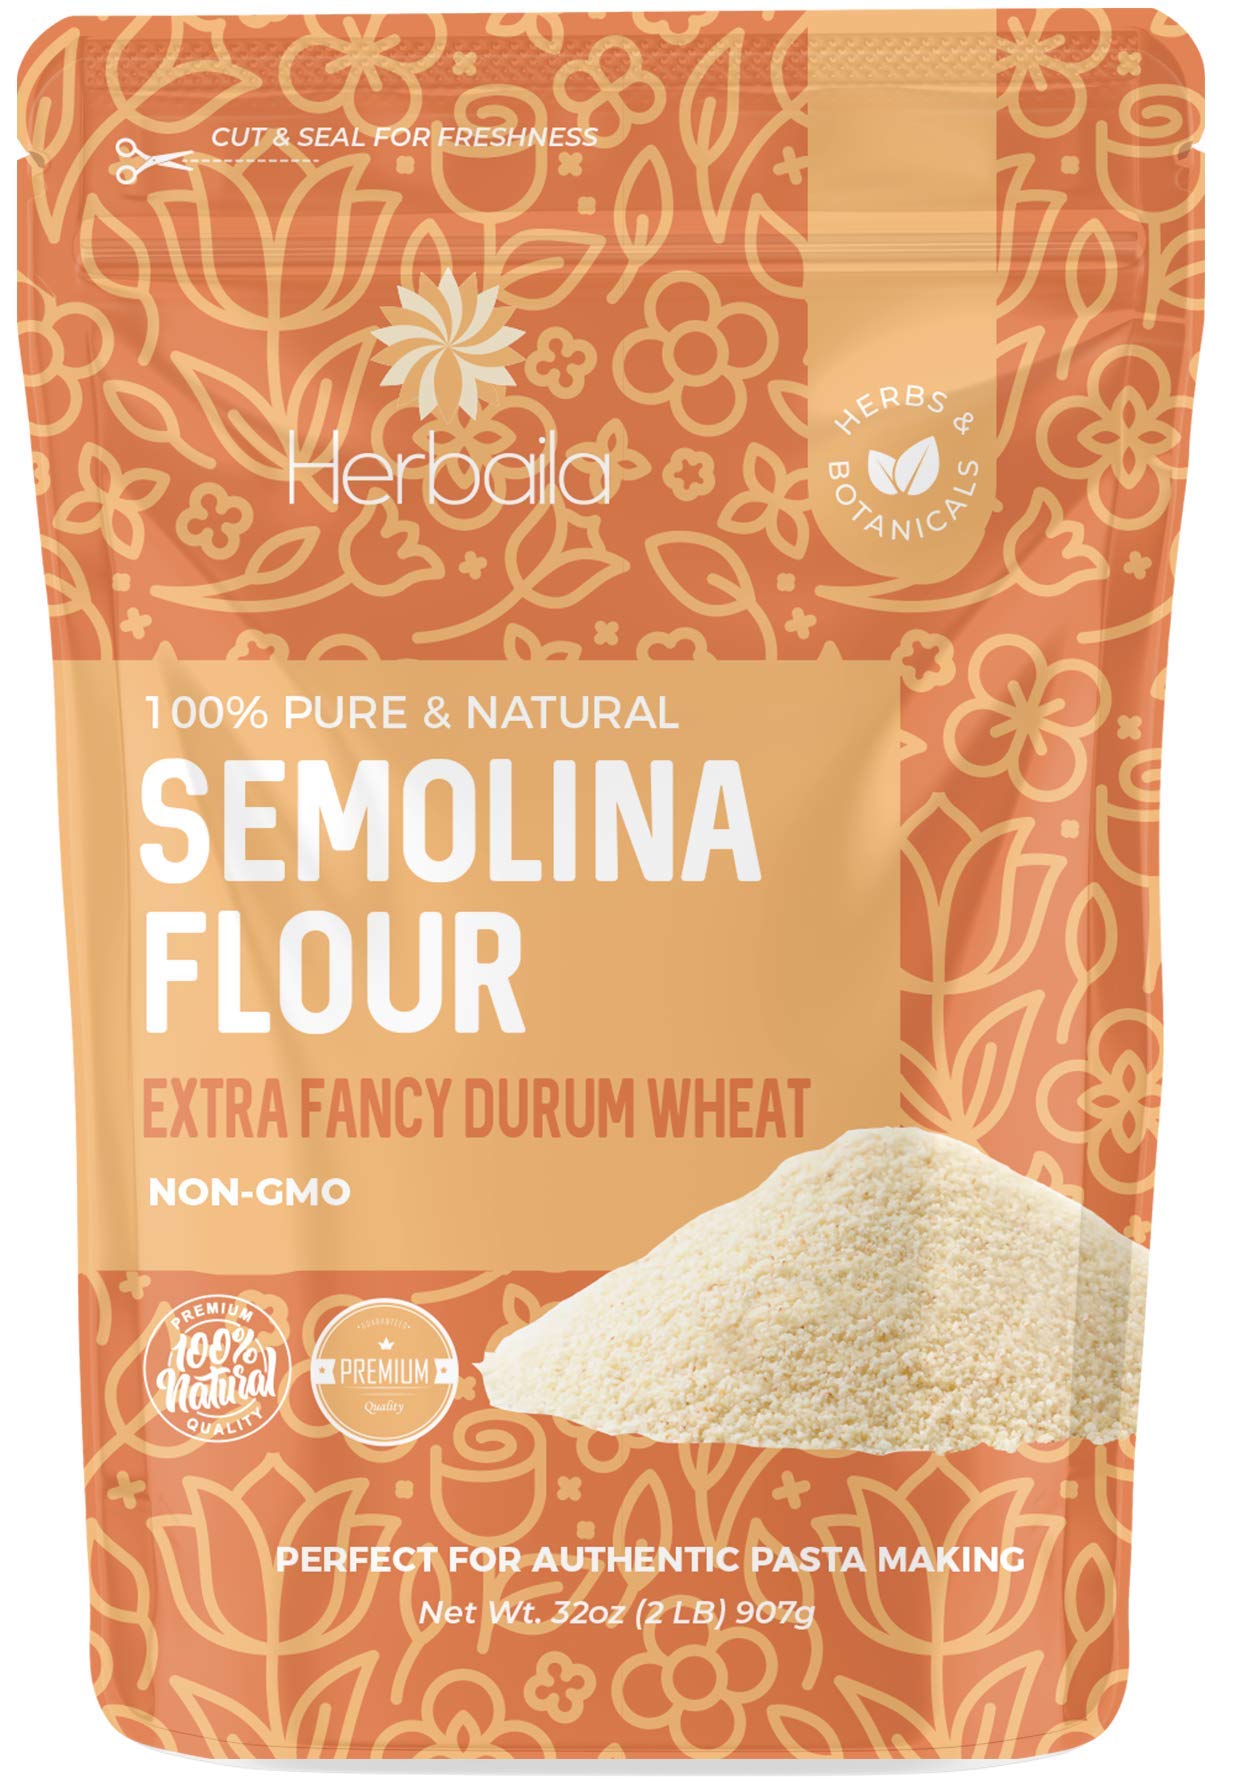 CUT & SEAL FOR FRESHNESS
Herbaila
HERBS &
BOTANICALS
100% PURE & NATURAL
SEMOLINA
FLOUR
EXTRA FANCY DURUM WHEAT
NON-GMO
PREMIUM
100%
Natural
QUALITY
GUARANTEED
PREMIUM
Quality
PERFECT FOR AUTHENTIC PASTA MAKING
Net Wt. 32oz (2 LB) 907g